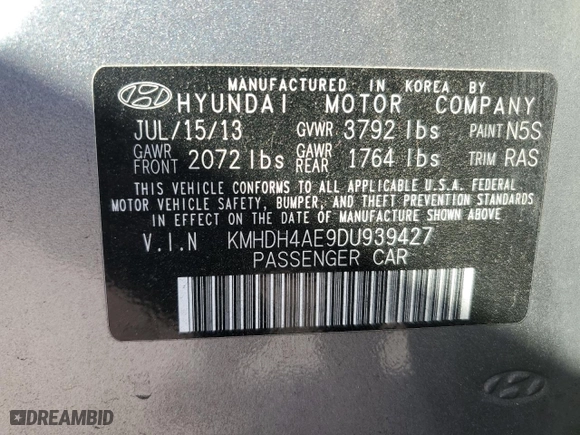 MANUFACTURED IN KOREA BY
HYUNDAI MOTOR COMPANY
JUL/15/13 GVWR 3792 lbs PAINT N5S
GAWR FRONT 2072 lbs GAWR REAR 1764 lbs TRIM RAS
THIS VEHICLE CONFORMS TO ALL APPLICABLE U.S.A. FEDERAL
MOTOR VEHICLE SAFETY, BUMPER, AND THEFT PREVENTION STANDARDS
IN EFFECT ON THE DATE OF MANUFACTURE SHOWN ABOVE.
V.I.N KMHDH4AE9DU939427
PASSENGER CAR
DREAMBID